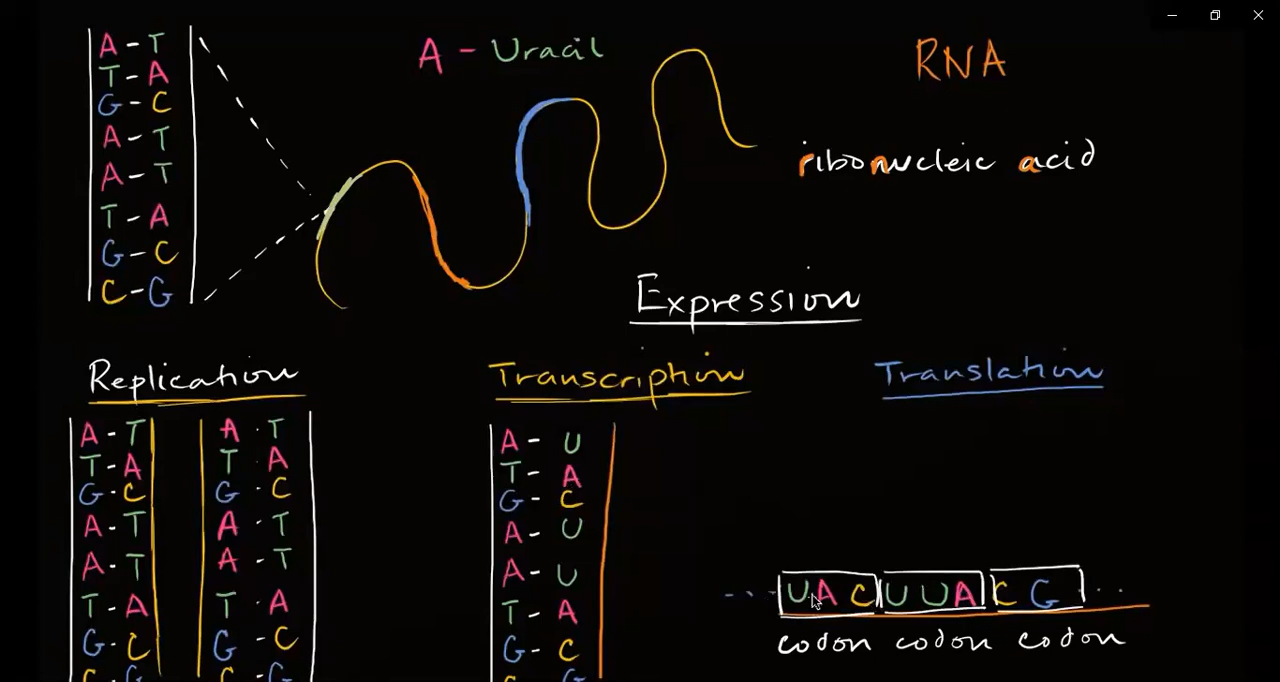 A - T
T - A
G - C
A - T
A - T
T - A
G - C
C - G
A - Uracil
RNA
ribonucleic acid
Expression
Replication
A - T A · T
T - A T · A
G - C G · C
A - T A - T
A - T A - T
T - A T · A
G - C G - C
C - G C - G
Transcription
A - U
T - A
G - C
A - U
A - U
T - A
G - C
C G
Translation
- - - UAC UUA CG · · ·
codon codon codon